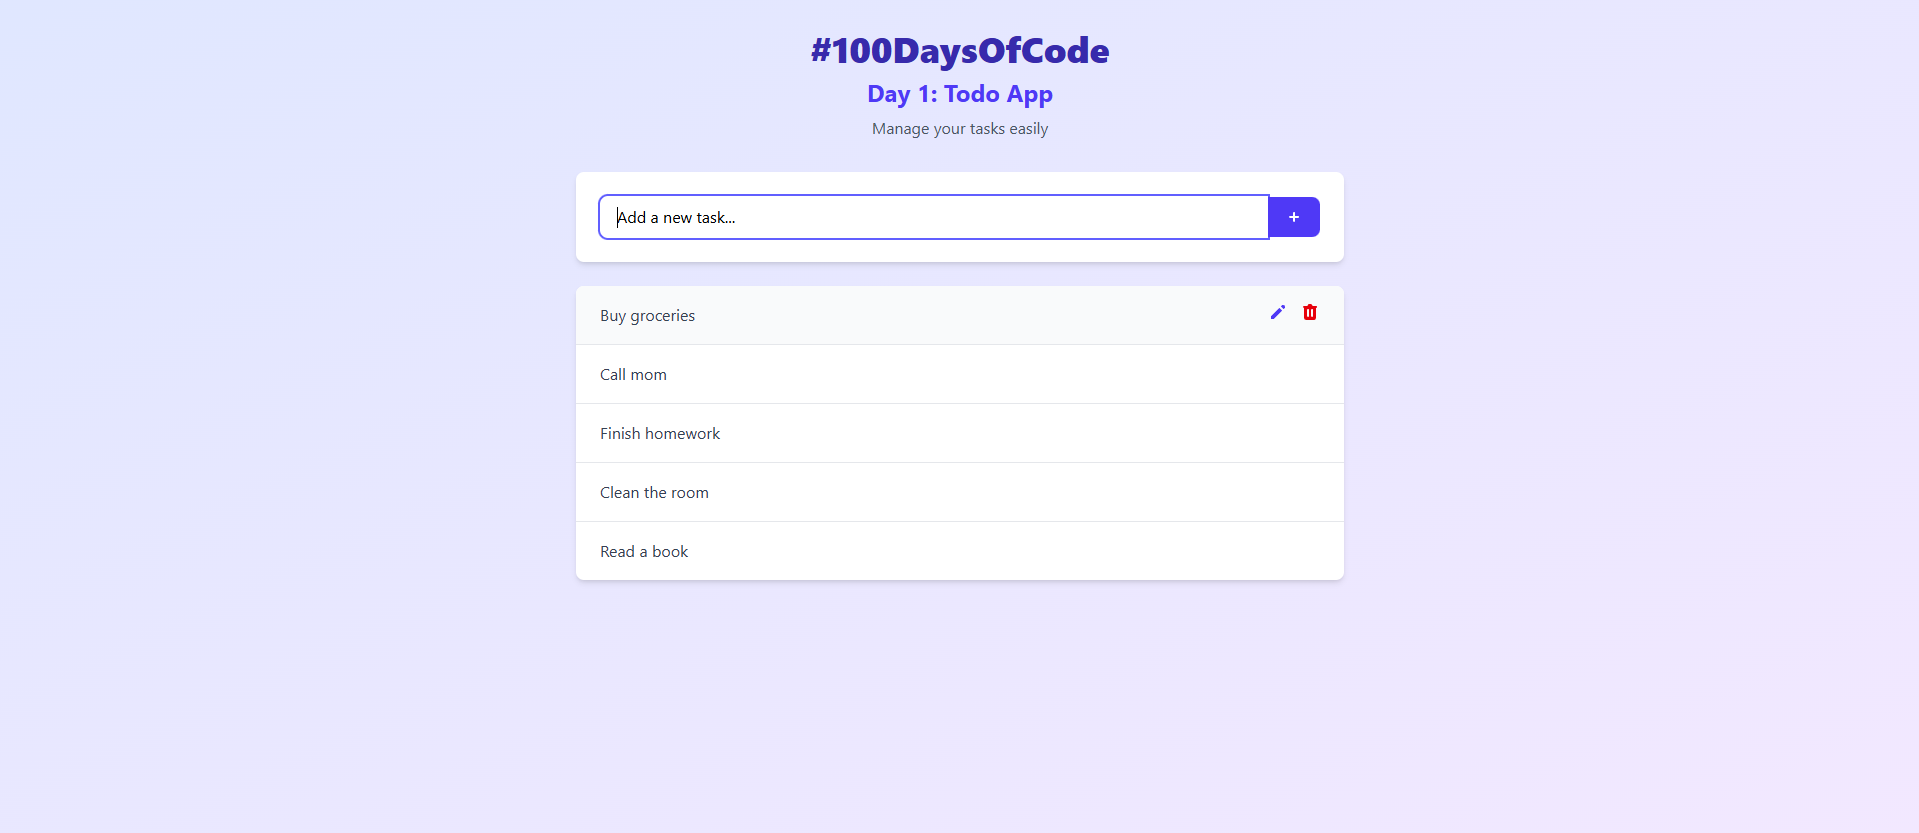 #100DaysOfCode
Day 1: Todo App
Manage your tasks easily
Add a new task...
+
Buy groceries
Call mom
Finish homework
Clean the room
Read a book